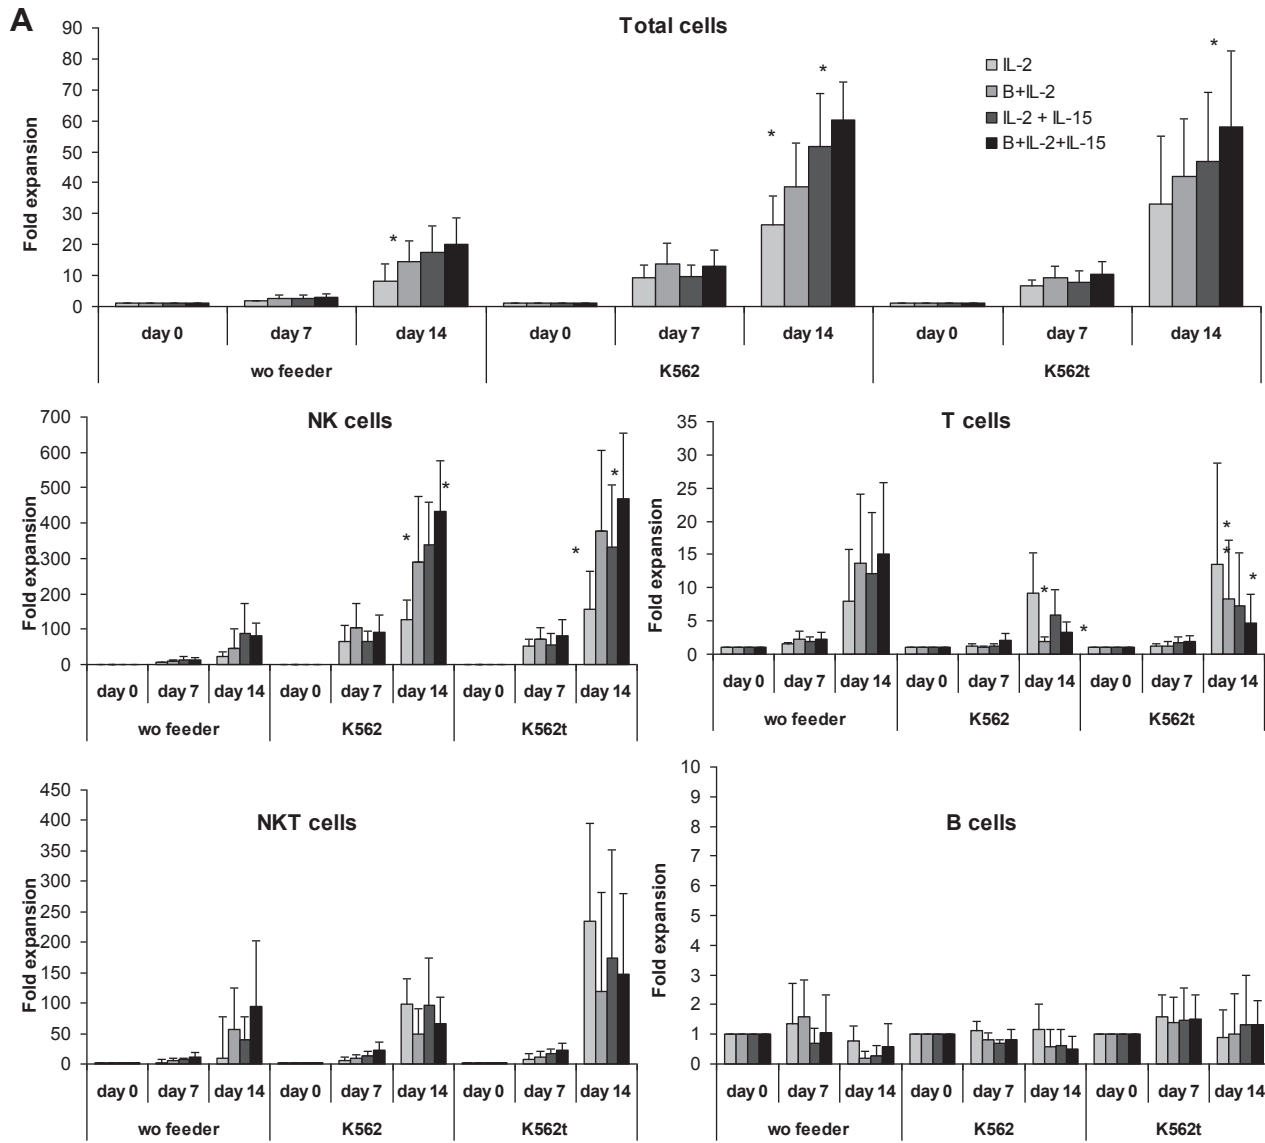 A
Total cells
90
80
70
60
50
40
30
20
10
0
Fold expansion
*
*
*
*
IL-2
B+IL-2
IL-2 + IL-15
B+IL-2+IL-15
day 0 day 7 day 14 day 0 day 7 day 14 day 0 day 7 day 14
wo feeder K562 K562t
NK cells
700
600
500
400
300
200
100
0
Fold expansion
*
*
*
*
day 0 day 7 day 14 day 0 day 7 day 14 day 0 day 7 day 14
wo feeder K562 K562t
T cells
35
30
25
20
15
10
5
0
Fold expansion
*
*
*
*
*
day 0 day 7 day 14 day 0 day 7 day 14 day 0 day 7 day 14
wo feeder K562 K562t
NKT cells
450
400
350
300
250
200
150
100
50
0
Fold expansion
day 0 day 7 day 14 day 0 day 7 day 14 day 0 day 7 day 14
wo feeder K562 K562t
B cells
10
9
8
7
6
5
4
3
2
1
0
Fold expansion
day 0 day 7 day 14 day 0 day 7 day 14 day 0 day 7 day 14
wo feeder K562 K562t